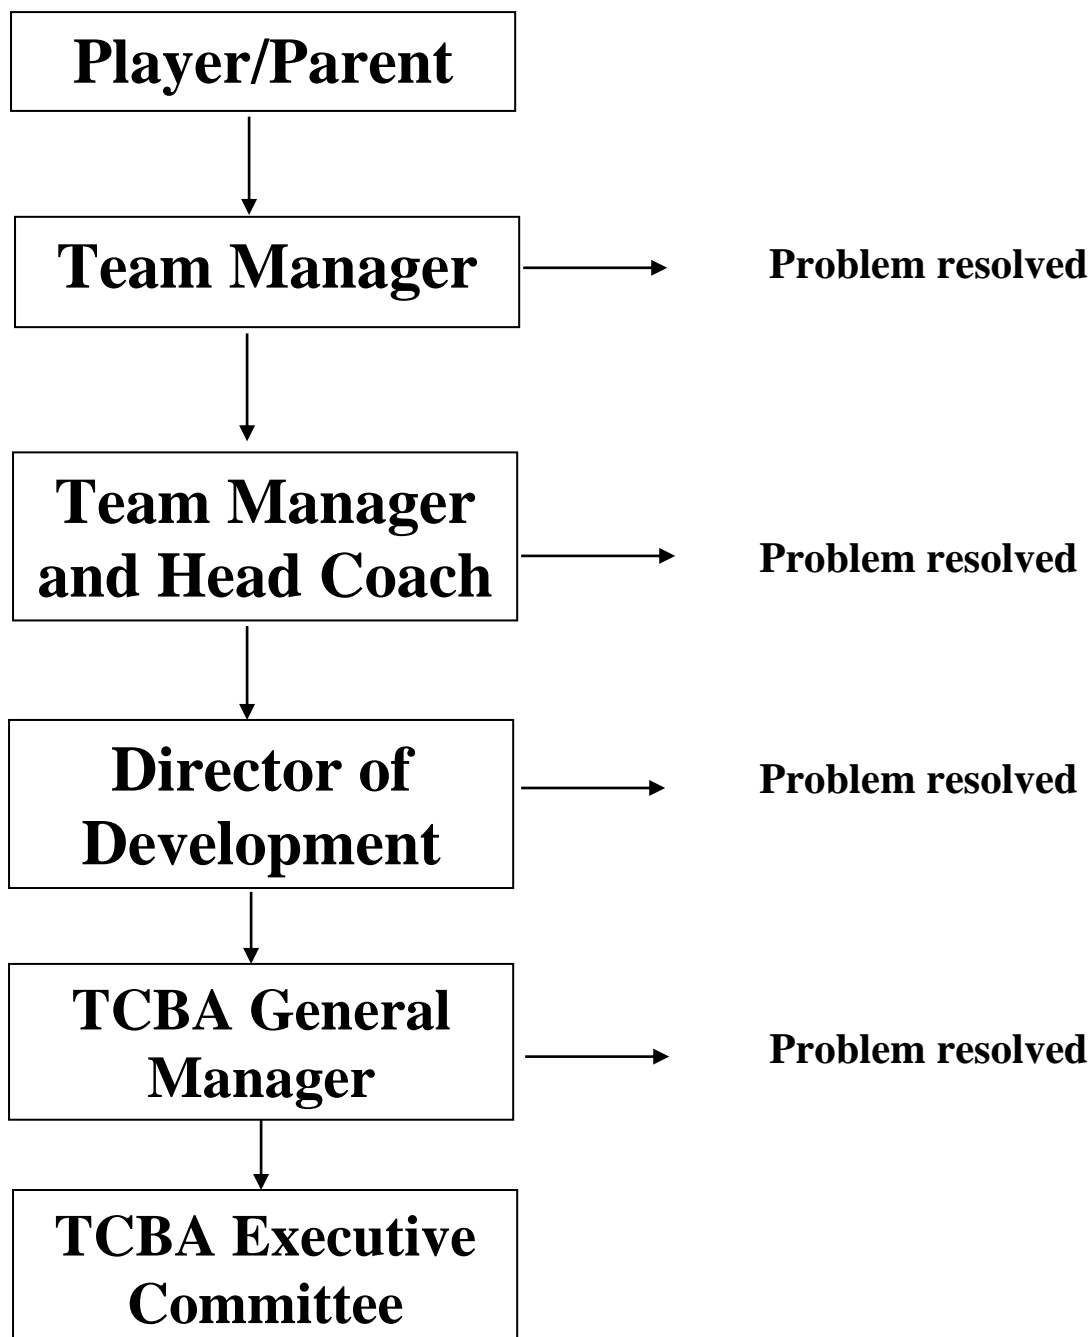 Player/Parent
Team Manager
Problem resolved
Team Manager
and Head Coach
Problem resolved
Director of
Development
Problem resolved
TCBA General
Manager
Problem resolved
TCBA Executive
Committee